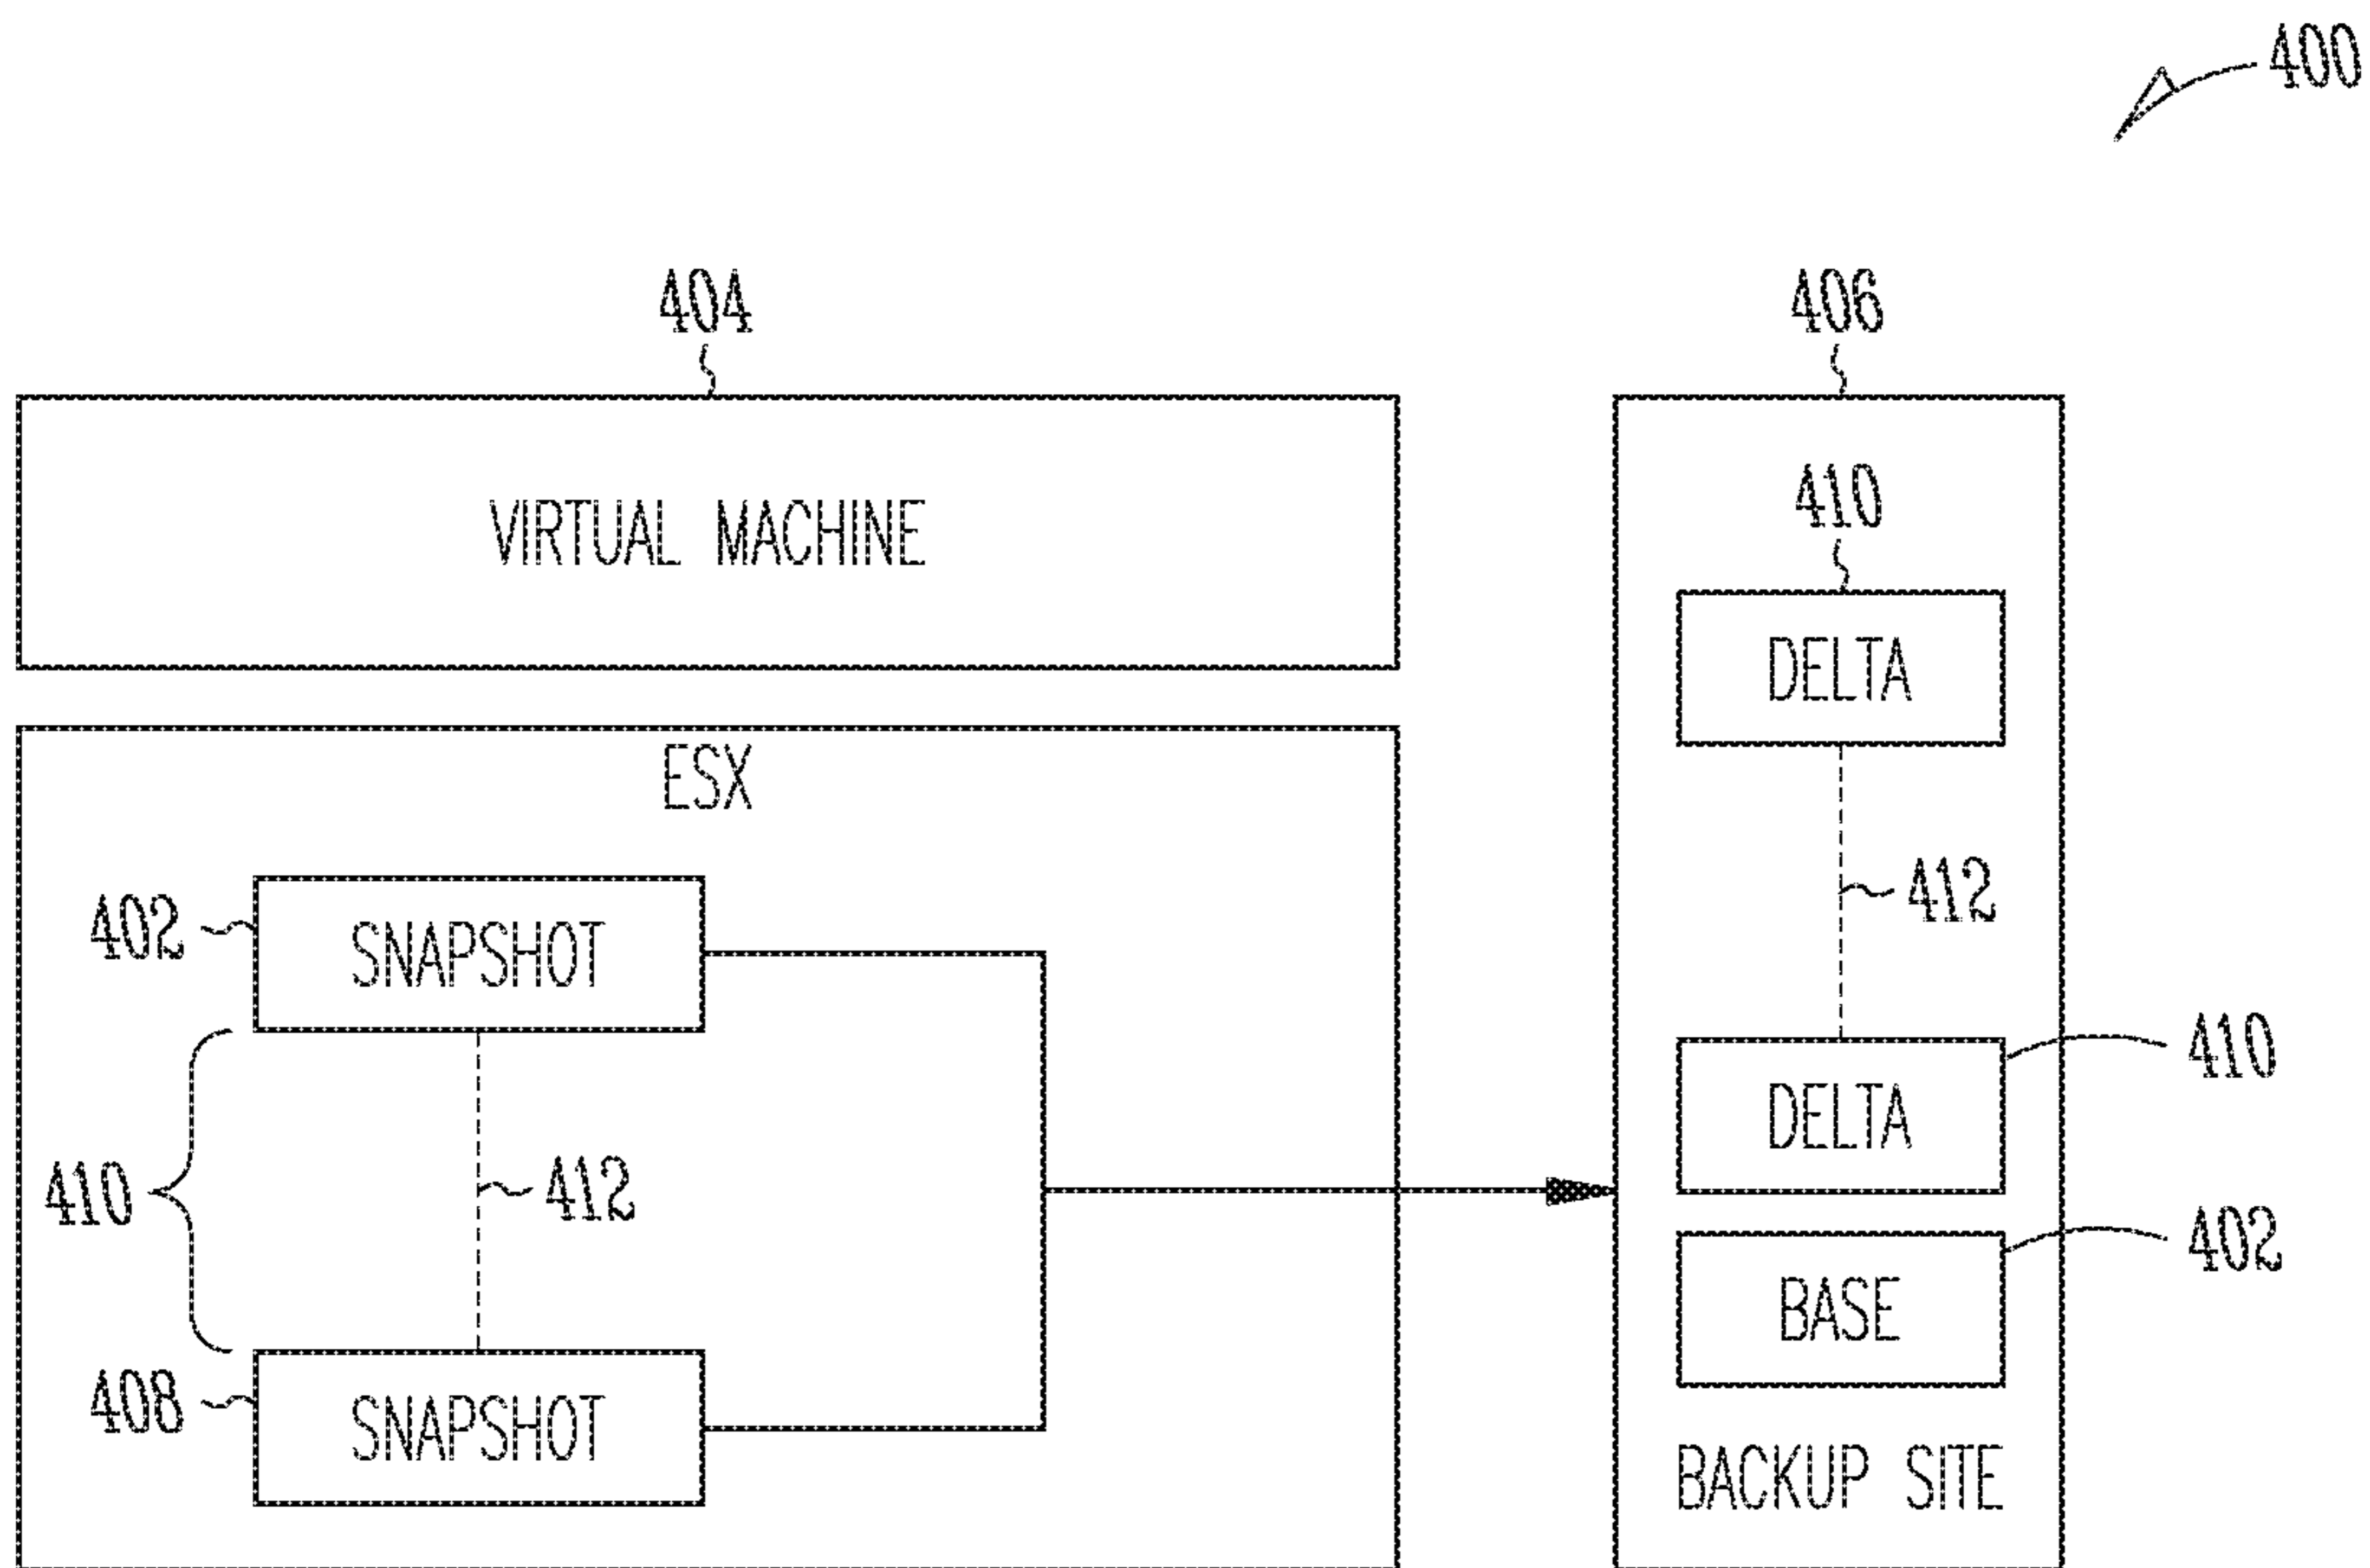 400
404
406
VIRTUAL MACHINE
410
DELTA
ESX
412
402
SNAPSHOT
410
DELTA
410
412
402
BASE
408
SNAPSHOT
BACKUP SITE